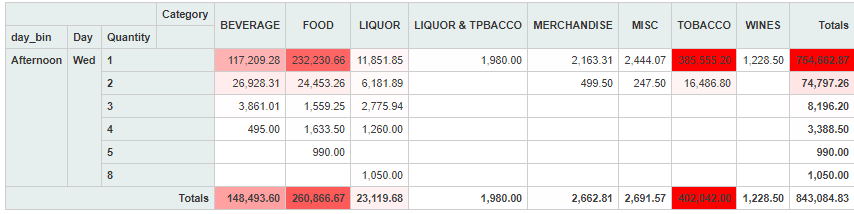 Category BEVERAGE FOOD LIQUOR LIQUOR & TPBACCO MERCHANDISE MISC TOBACCO WINES Totals
day_bin Day Quantity
Afternoon Wed 1 117,209.28 232,230.66 11,851.85 1,980.00 2,163.31 2,444.07 385,555.20 1,228.50 754,662.87
2 26,928.31 24,453.26 6,181.89 499.50 247.50 16,486.80 74,797.26
3 3,861.01 1,559.25 2,775.94 8,196.20
4 495.00 1,633.50 1,260.00 3,388.50
5 990.00 990.00
8 1,050.00 1,050.00
Totals 148,493.60 260,866.67 23,119.68 1,980.00 2,662.81 2,691.57 402,042.00 1,228.50 843,084.83